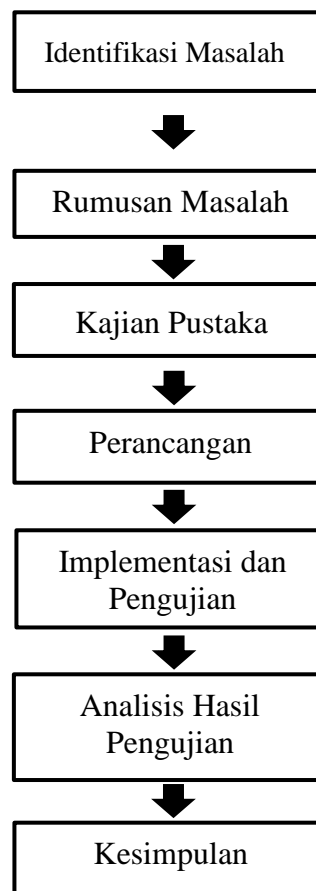 Identifikasi Masalah
Rumusan Masalah
Kajian Pustaka
Perancangan
Implementasi dan
Pengujian
Analisis Hasil
Pengujian
Kesimpulan